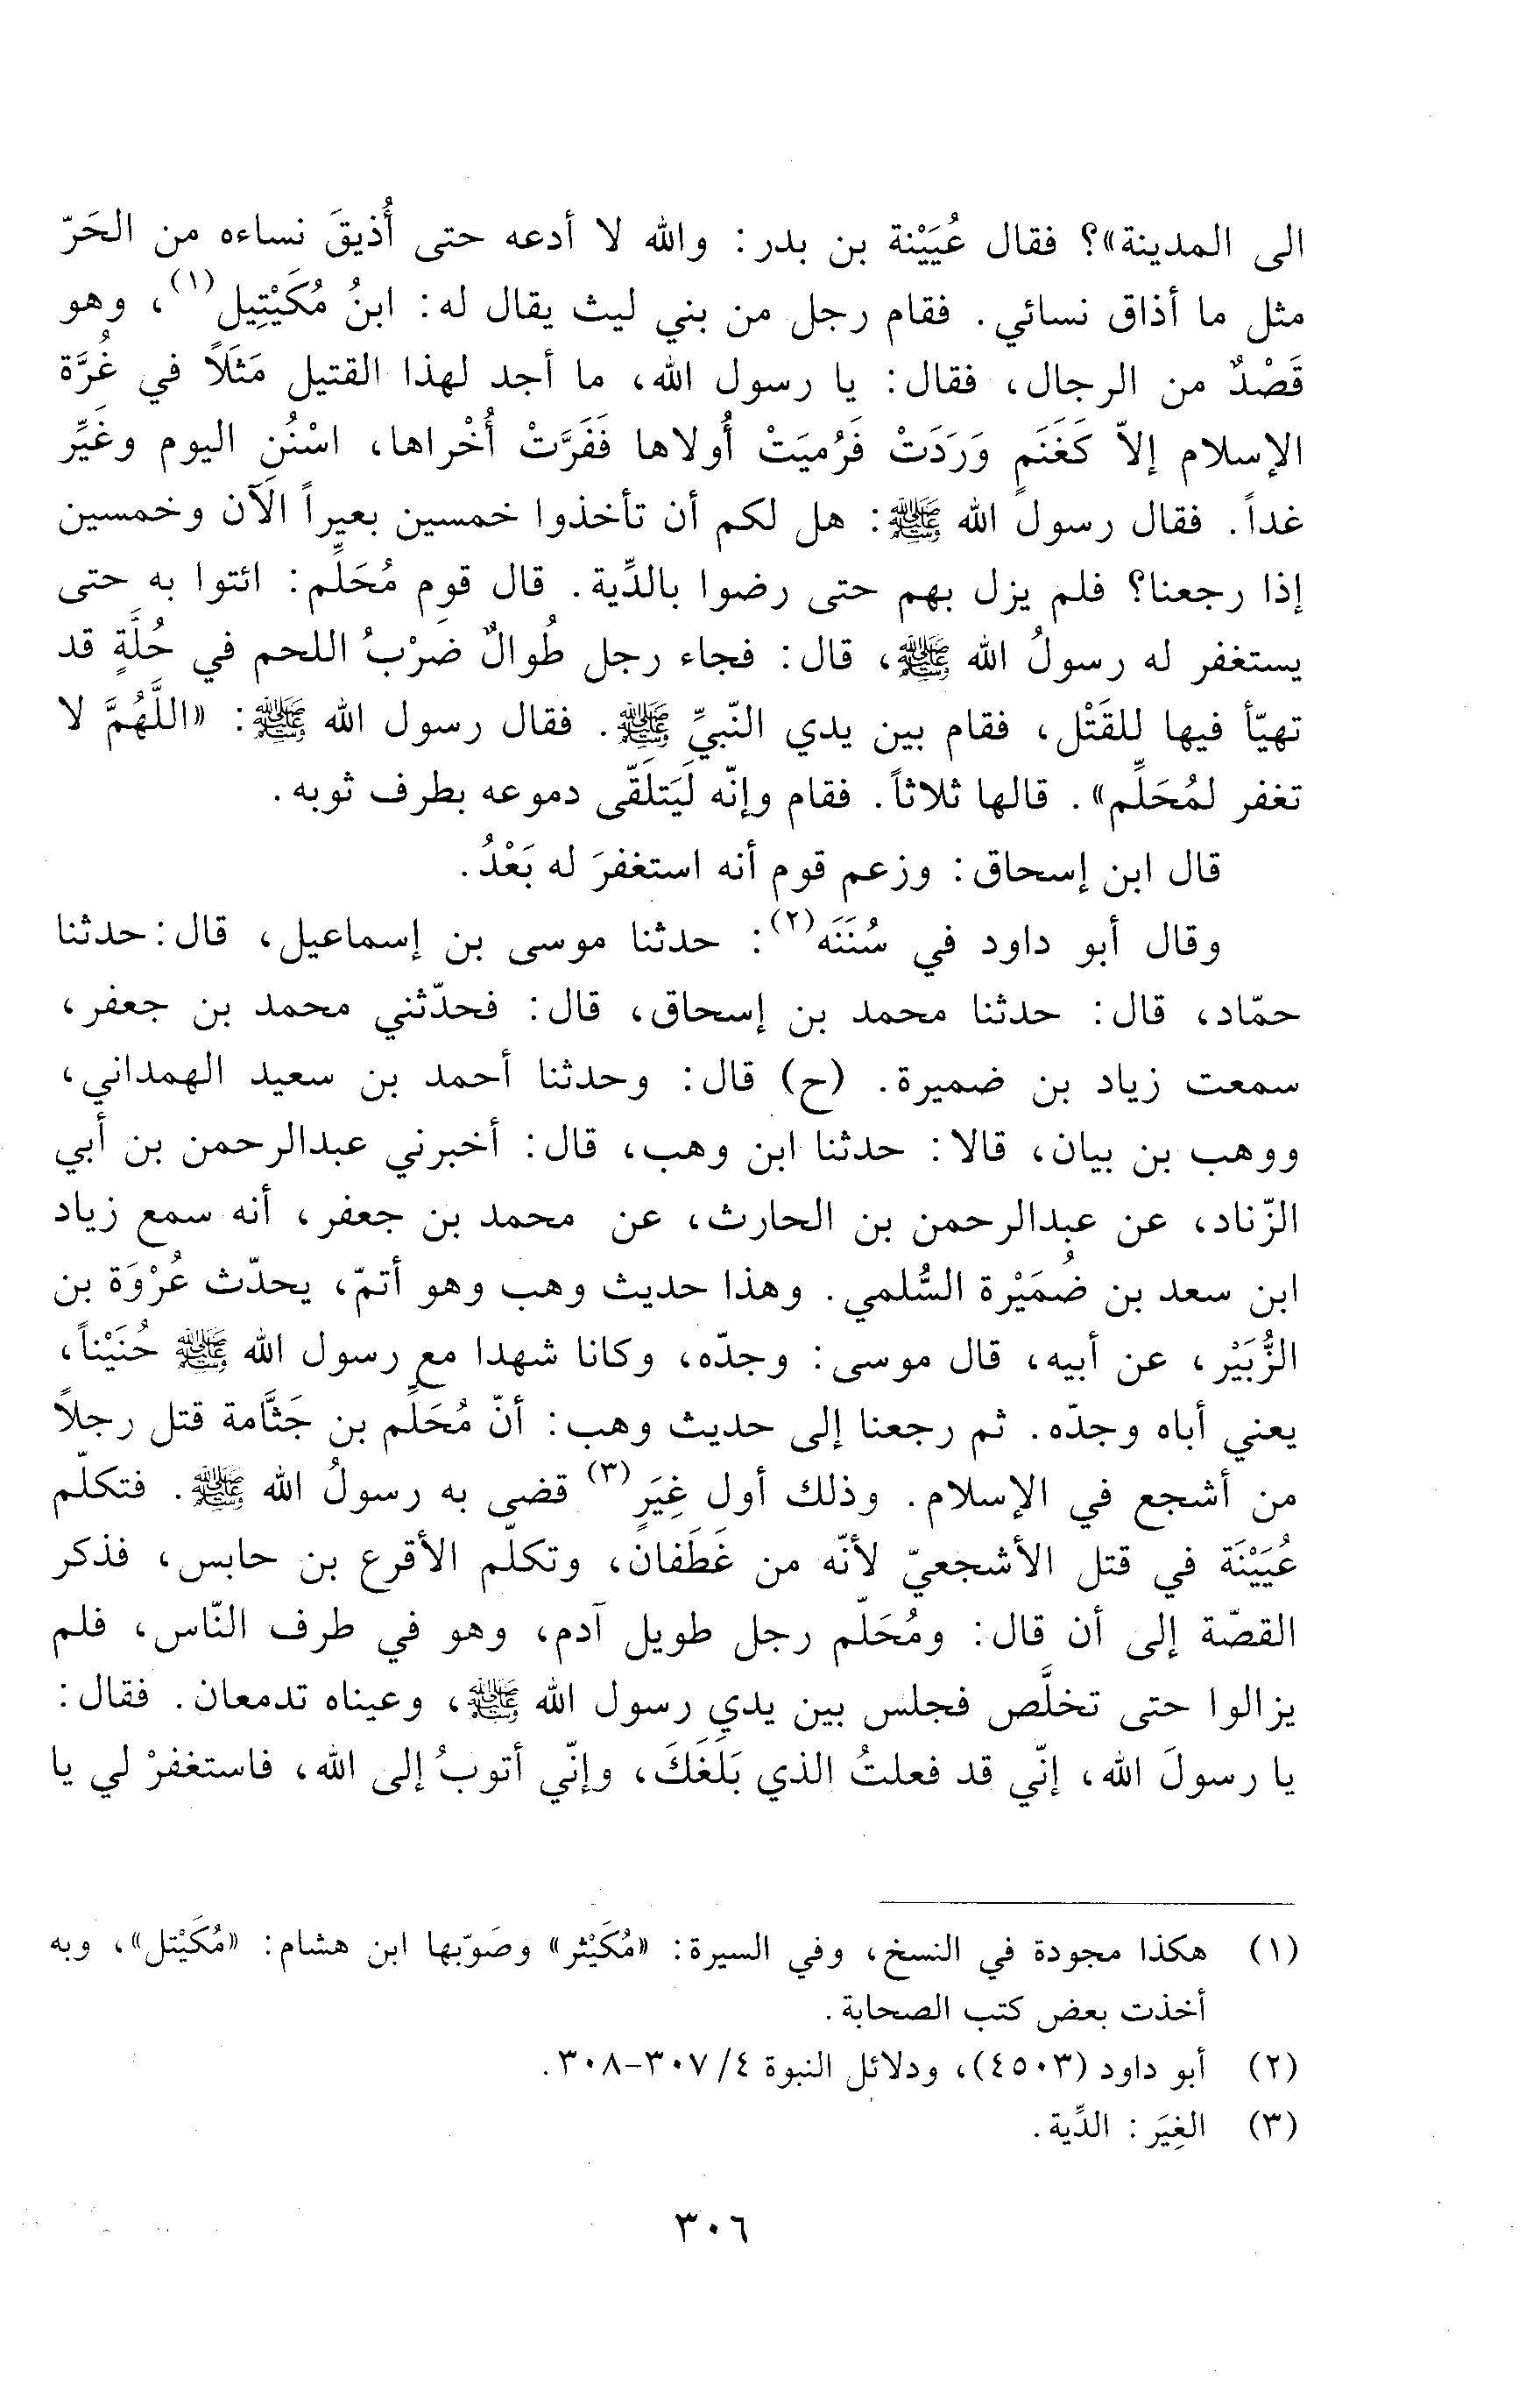 الى المدينة»؟ فقال عُيَيْنة بن بدر: والله لا أدعه حتى أُذيقَ نساءه من الحَرّ
مثل ما أذاق نسائي. فقام رجل من بني ليث يقال له: ابنُ مُكَيْتِيل(١)، وهو
قَصْدٌ من الرجال، فقال: يا رسول الله، ما أجد لهذا القتيل مَثَلاً في غُرَّة
الإسلام إلاّ كَغَنَمٍ وَرَدَتْ فَرُميَتْ أُولاها فَفَرَّتْ أُخْراها، اسْنُنِ اليوم وغَيِّر
غداً. فقال رسول الله ﷺ: هل لكم أن تأخذوا خمسين بعيراً الآن وخمسين
إذا رجعنا؟ فلم يزل بهم حتى رضوا بالدِّية. قال قوم مُحَلِّم: ائتوا به حتى
يستغفر له رسولُ الله ﷺ، قال: فجاء رجل طُوالٌ ضَرْبُ اللحم في حُلَّةٍ قد
تهيّأ فيها للقَتْل، فقام بين يدي النّبيِّ ﷺ. فقال رسول الله ﷺ: «اللَّهُمَّ لا
تغفر لمُحَلِّم». قالها ثلاثاً. فقام وإنّه لَيَتلَقّى دموعه بطرف ثوبه.
قال ابن إسحاق: وزعم قوم أنه استغفرَ له بَعْدُ.
وقال أبو داود في سُنَنَه(٢): حدثنا موسى بن إسماعيل، قال: حدثنا
حمّاد، قال: حدثنا محمد بن إسحاق، قال: فحدّثني محمد بن جعفر،
سمعت زياد بن ضميرة. (ح) قال: وحدثنا أحمد بن سعيد الهمداني،
ووهب بن بيان، قالا: حدثنا ابن وهب، قال: أخبرني عبدالرحمن بن أبي
الزّناد، عن عبدالرحمن بن الحارث، عن محمد بن جعفر، أنه سمع زياد
ابن سعد بن ضُمَيْرة السُّلمي. وهذا حديث وهب وهو أتمّ، يحدّث عُرْوَة بن
الزُّبَيْر، عن أبيه، قال موسى: وجدّه، وكانا شهدا مع رسول الله ﷺ حُنَيْناً،
يعني أباه وجدّه. ثم رجعنا إلى حديث وهب: أنّ مُحَلِّم بن جَثَّامة قتل رجلاً
من أشجع في الإسلام. وذلك أول غِيَرٍ(٣) قضى به رسولُ الله ﷺ. فتكلّم
عُيَيْنَة في قتل الأشجعيّ لأنّه من غَطَفان، وتكلّم الأقرع بن حابس، فذكر
القصّة إلى أن قال: ومُحَلّم رجل طويل آدم، وهو في طرف النّاس، فلم
يزالوا حتى تخلَّص فجلس بين يدي رسول الله ﷺ، وعيناه تدمعان. فقال:
يا رسولَ الله، إنّي قد فعلتُ الذي بَلَغَكَ، وإنّي أتوبُ إلى الله، فاستغفرْ لي يا
(١) هكذا مجودة في النسخ، وفي السيرة: «مُكَيْثر» وصَوّبها ابن هشام: «مُكَيْتل»، وبه
أخذت بعض كتب الصحابة.
(٢) أبو داود (٤٥٠٣)، ودلائل النبوة ٤/ ٣٠٧-٣٠٨.
(٣) الغِيَر: الدِّية.
٣٠٦